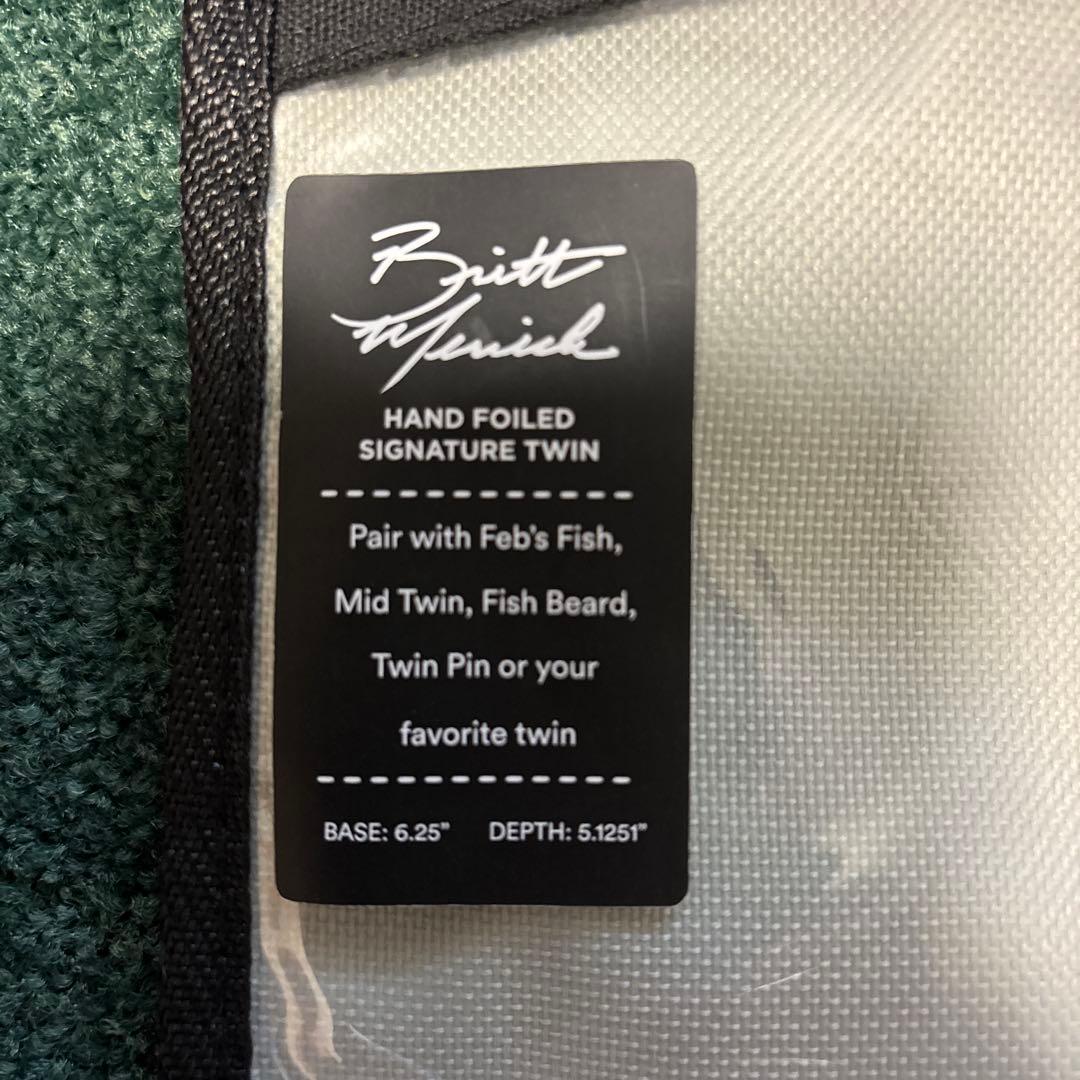 Britt
Merrick
HAND FOILED
SIGNATURE TWIN
Pair with Feb's Fish,
Mid Twin, Fish Beard,
Twin Pin or your
favorite twin
BASE: 6.25" DEPTH: 5.1251"